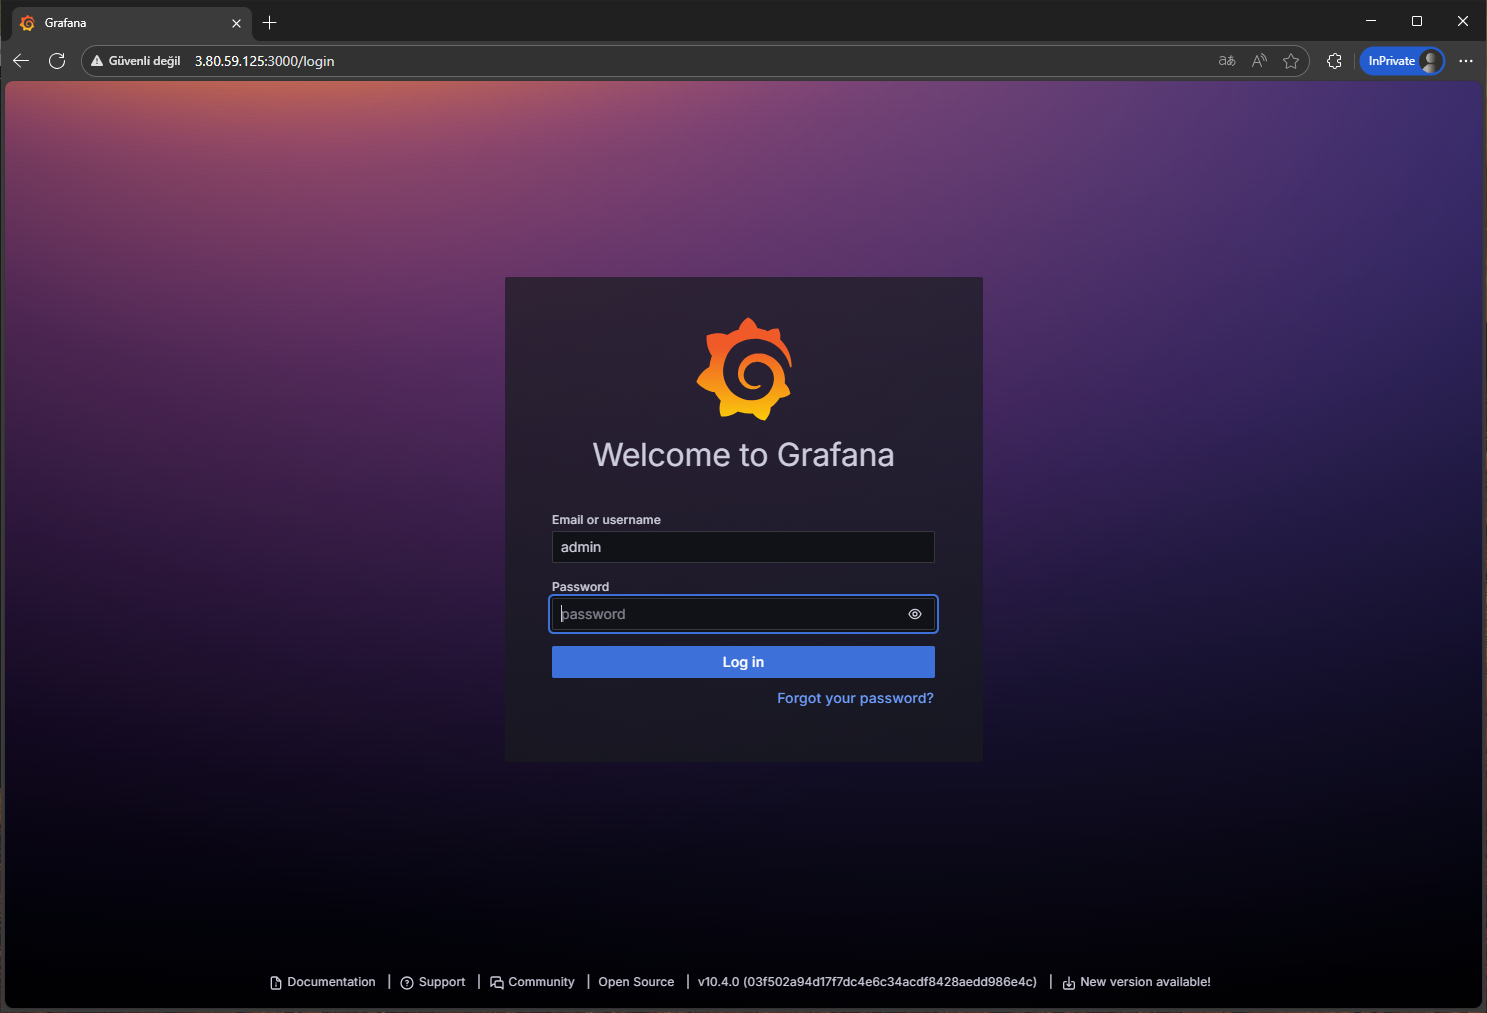 Grafana
Güvenli değil 3.80.59.125:3000/login
InPrivate
Welcome to Grafana
Email or username
admin
Password
password
Log in
Forgot your password?
Documentation | Support | Community | Open Source | v10.4.0 (03f502a94d17f7dc4e6c34acdf8428aedd986e4c) | New version available!